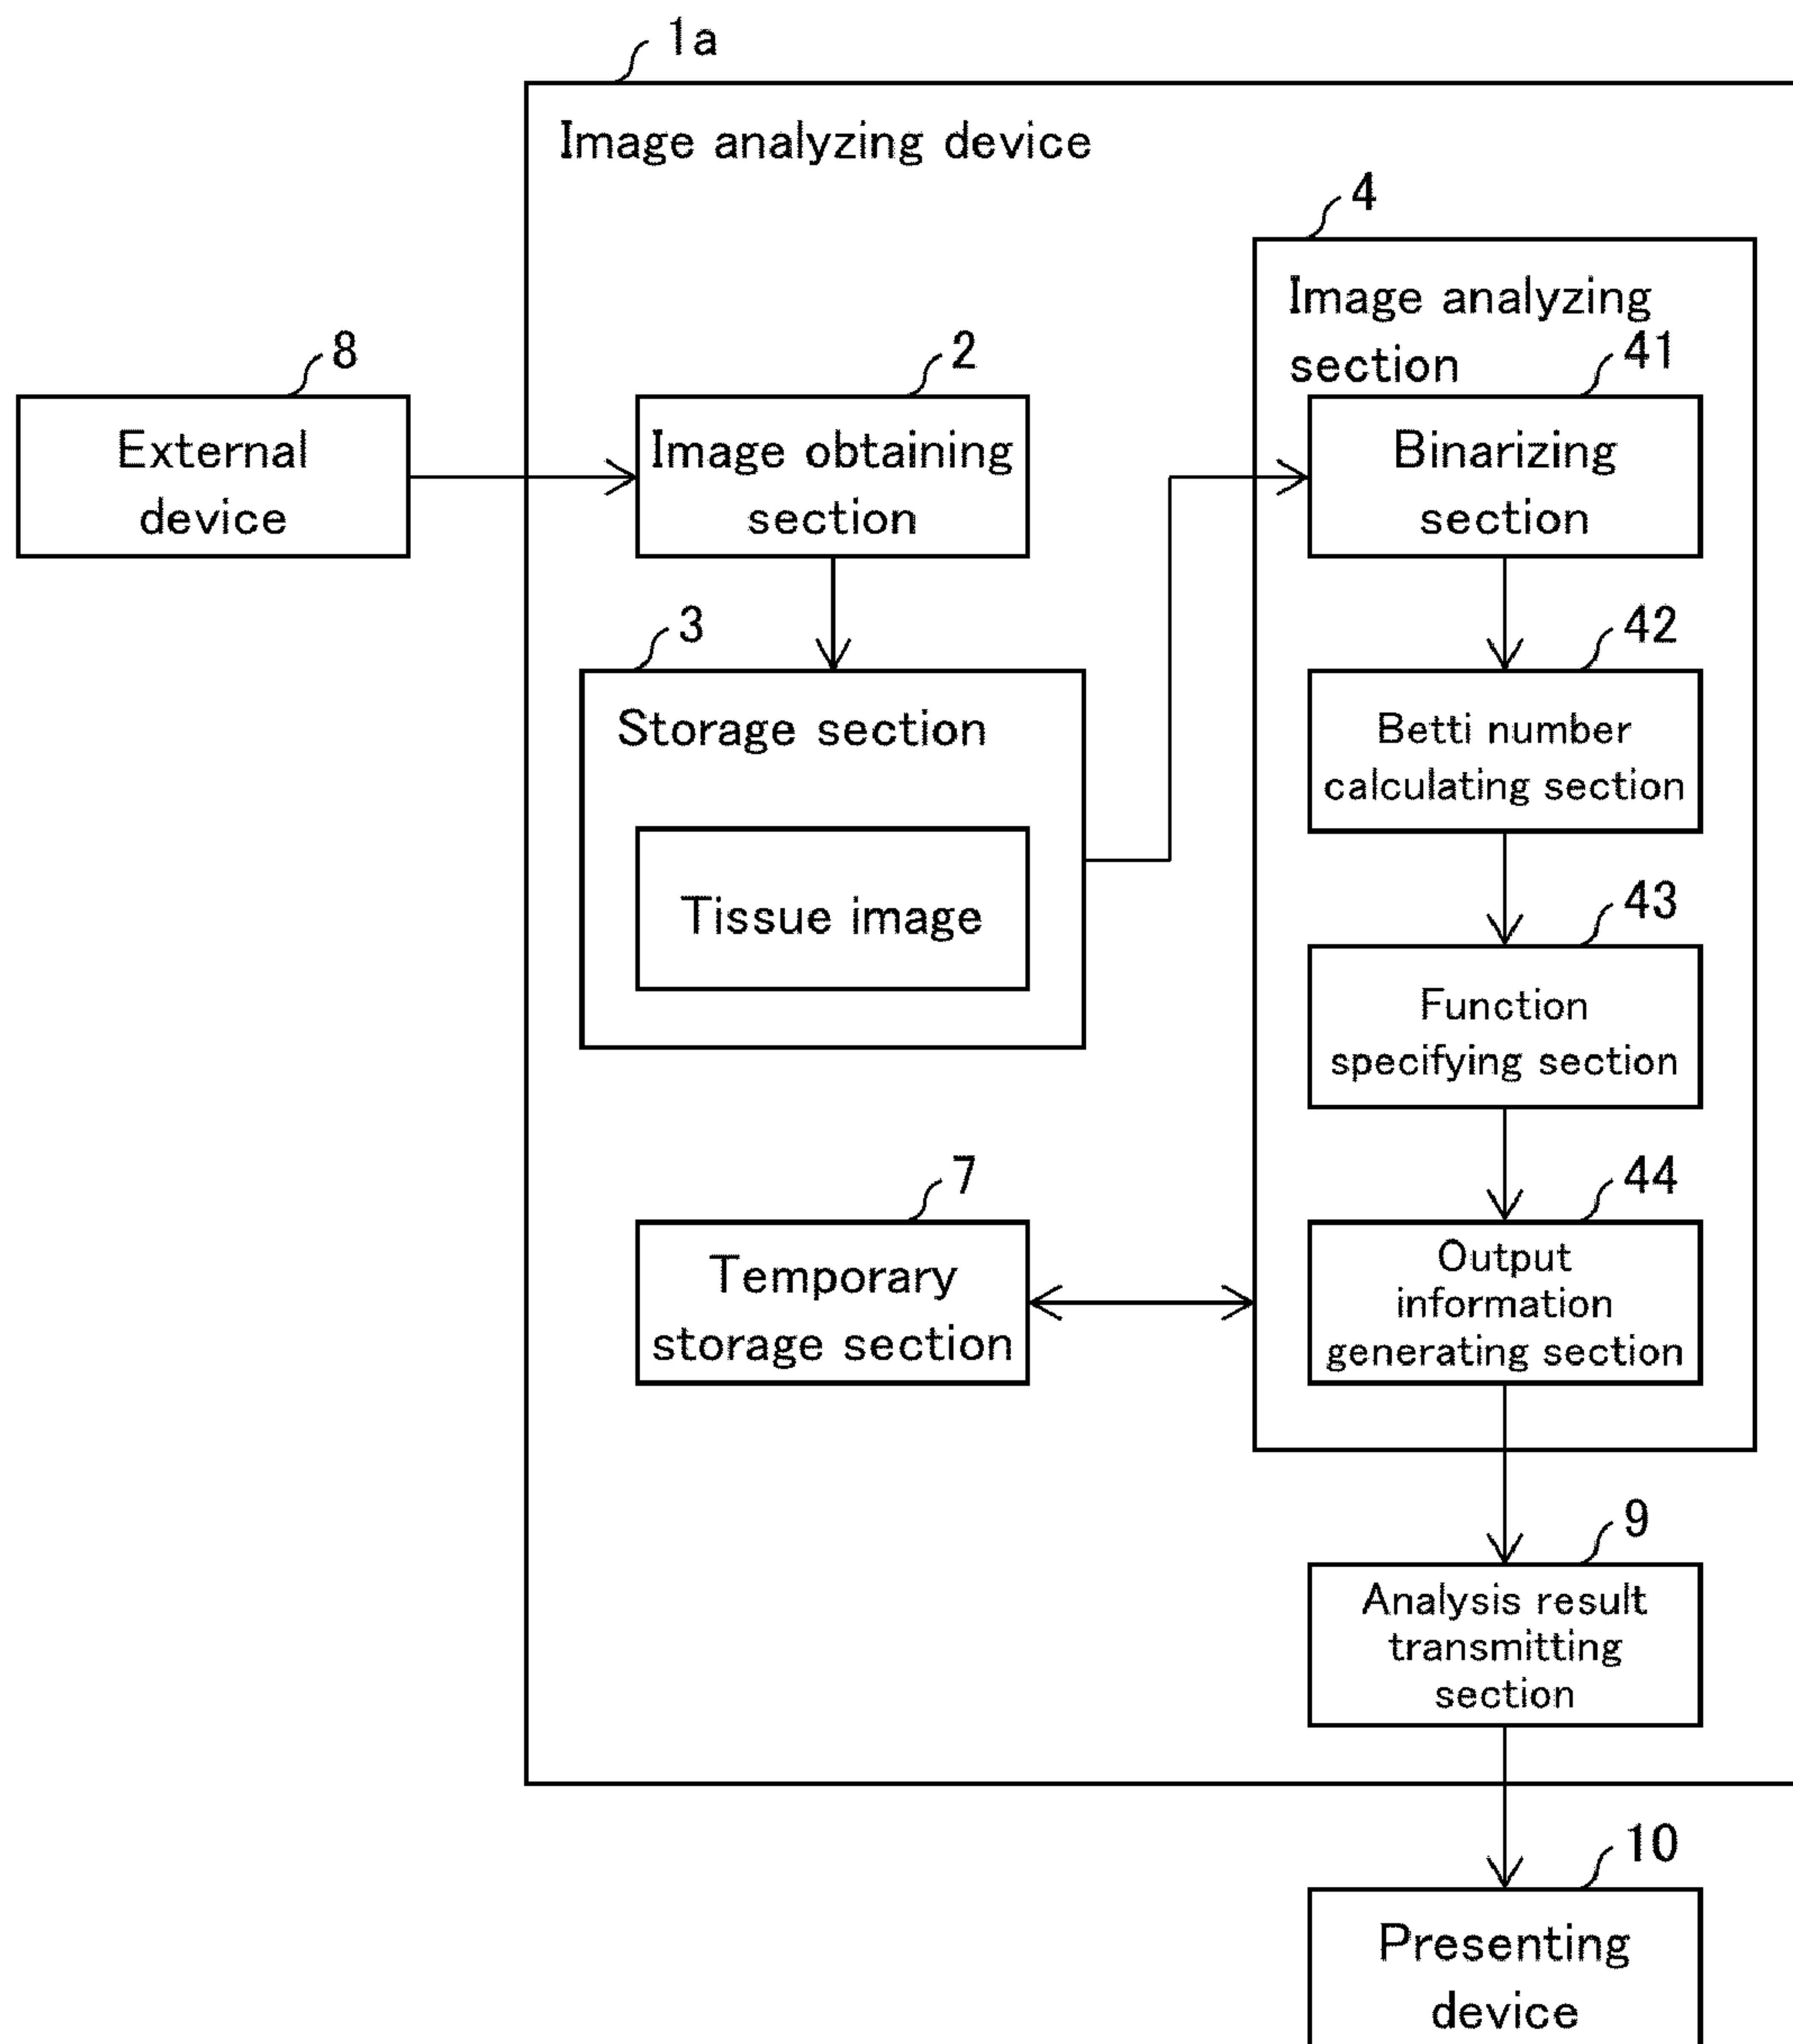 1a
Image analyzing device
4
Image analyzing
section
8
External
device
2
Image obtaining
section
41
Binarizing
section
3
Storage section
Tissue image
42
Betti number
calculating section
43
Function
specifying section
7
Temporary
storage section
44
Output
information
generating section
9
Analysis result
transmitting
section
10
Presenting
device